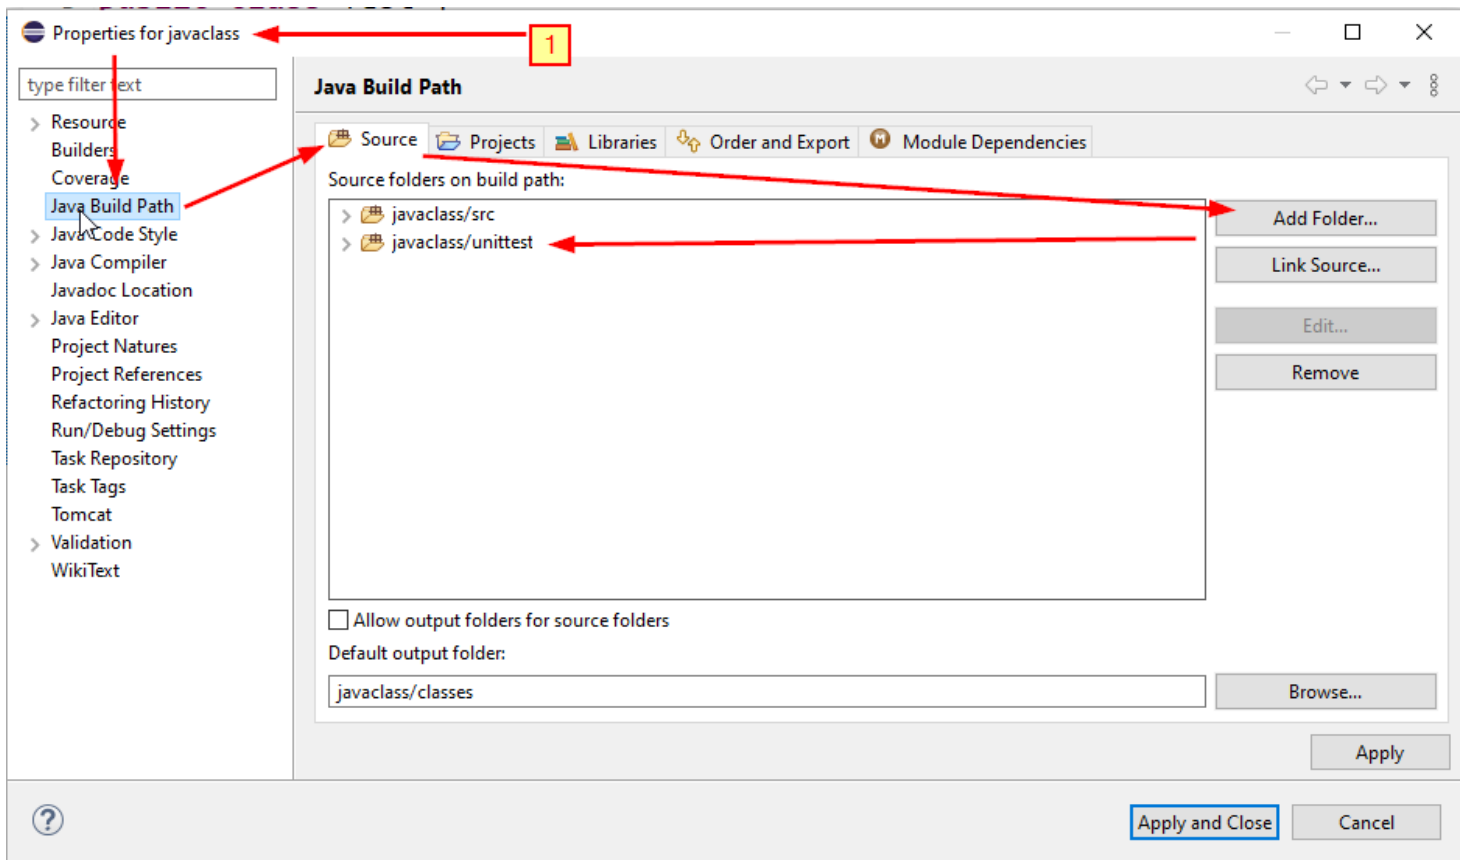 Properties for javaclass
1
type filter text
Resource
Builders
Coverage
Java Build Path
Java Code Style
Java Compiler
Javadoc Location
Java Editor
Project Natures
Project References
Refactoring History
Run/Debug Settings
Task Repository
Task Tags
Tomcat
Validation
WikiText
Java Build Path
Source Projects Libraries Order and Export Module Dependencies
Source folders on build path:
javaclass/src
javaclass/unittest
Add Folder...
Link Source...
Edit...
Remove
Allow output folders for source folders
Default output folder:
javaclass/classes
Browse...
Apply
Apply and Close Cancel